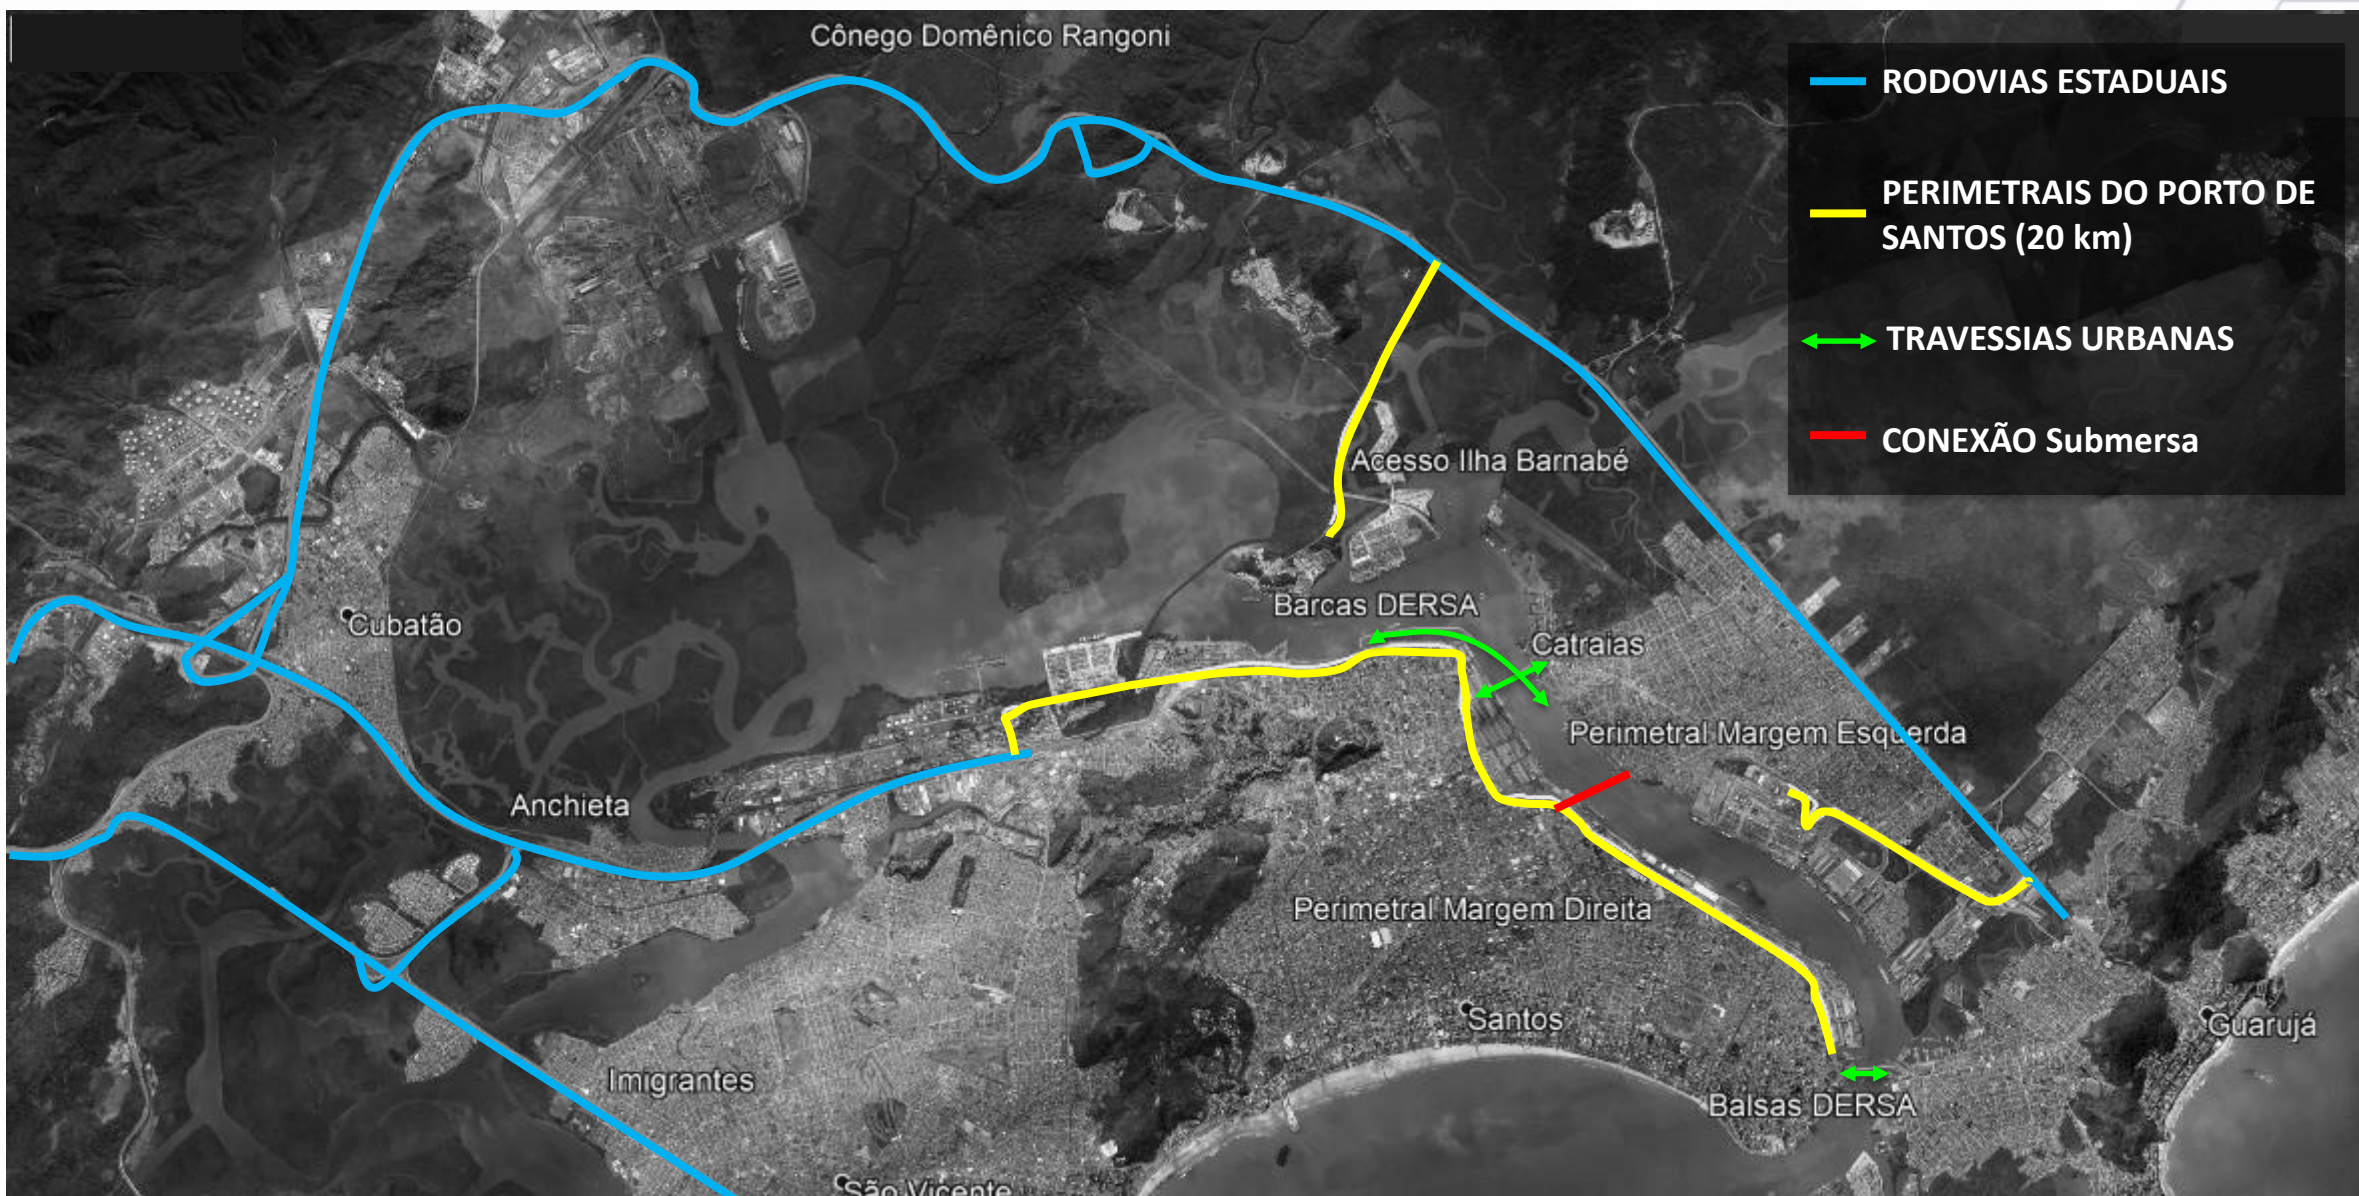 Cônego Domênico Rangoni
RODOVIAS ESTADUAIS
PERIMETRAIS DO PORTO DE
SANTOS (20 km)
TRAVESSIAS URBANAS
CONEXÃO Submersa
Acesso Ilha Barnabé
Barcas DERSA
Catraias
Cubatão
Perimetral Margem Esquerda
Anchieta
Perimetral Margem Direita
Santos
Guarujá
Imigrantes
Balsas DERSA
São Vicente